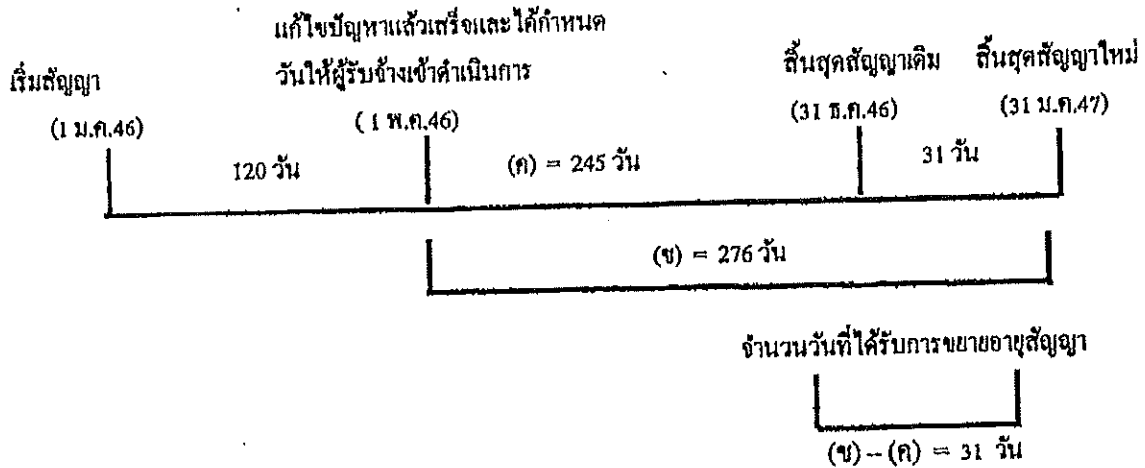 แก้ไขปัญหาแล้วเสร็จและได้กำหนด
วันให้ผู้รับจ้างเข้าดำเนินการ
เริ่มสัญญา
สิ้นสุดสัญญาเดิม
สิ้นสุดสัญญาใหม่
(1 ม.ค.46)
( 1 พ.ค.46)
(31 ธ.ค.46)
(31 ม.ค.47)
120 วัน
(ค) = 245 วัน
31 วัน
(ข) = 276 วัน
จำนวนวันที่ได้รับการขยายอายุสัญญา
(ข) – (ค) = 31 วัน